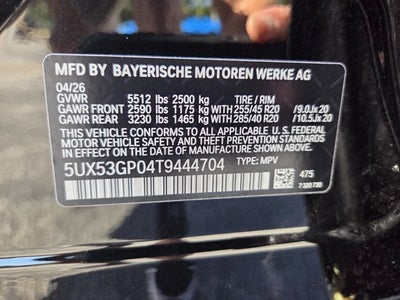 MFD BY BAYERISCHE MOTOREN WERKE AG
04/26
GVWR 5512 lbs 2500 kg TIRE / RIM
GAWR FRONT 2590 lbs 1175 kg 255/45 R20 /9.0Jx20
GAWR REAR 3230 lbs 1465 kg 285/40 R20 /10.5Jx20
THIS VEHICLE CONFORMS TO ALL APPLICABLE U.S. FEDERAL
MOTOR VEHICLE SAFETY AND THEFT PREVENTION STANDARDS
IN EFFECT ON THE DATE OF MANUFACTURE SHOWN ABOVE.
5UX53GP04T9444704 TYPE: MPV
475
7 329 720